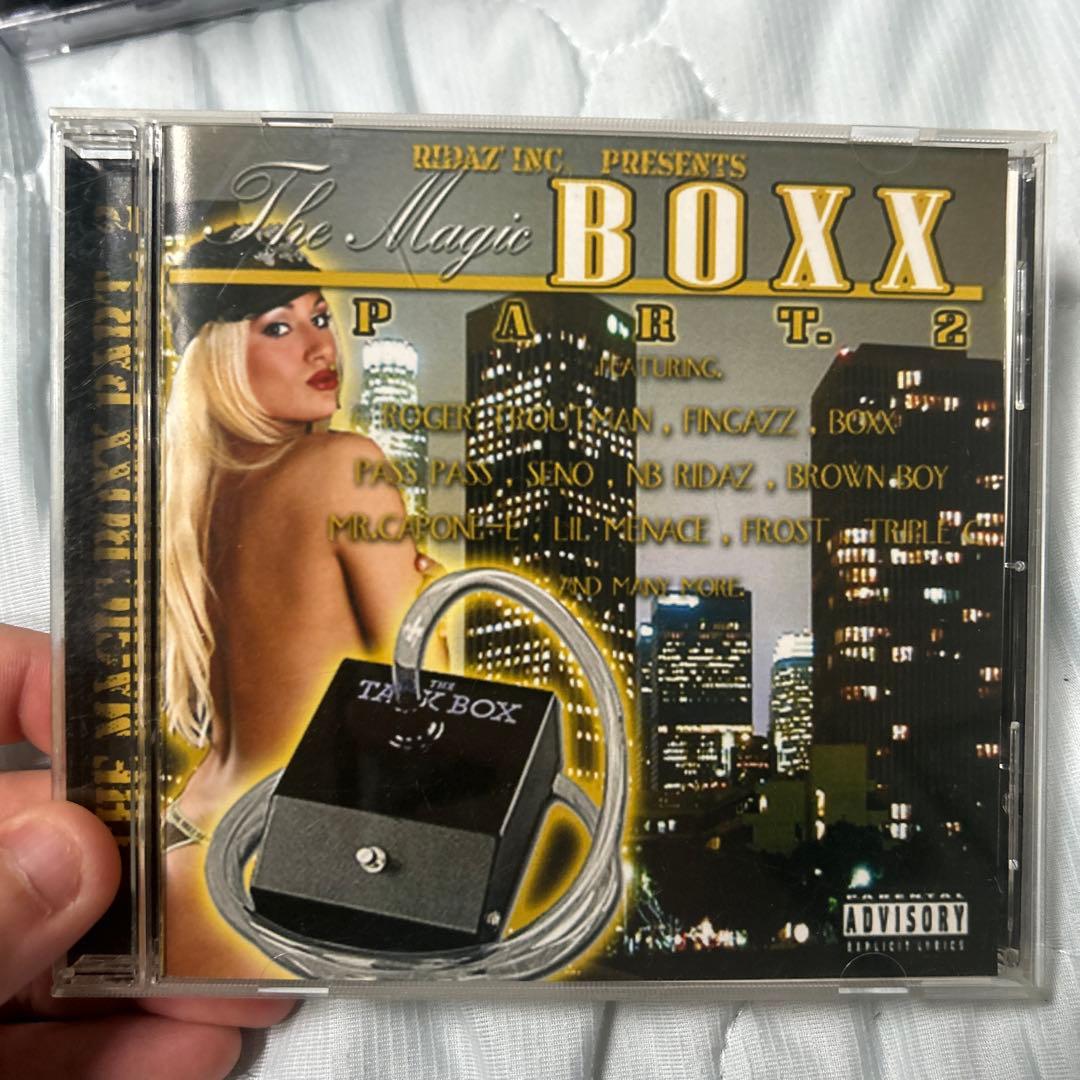 RIDAZ INC. PRESENTS
The Magic BOXX
PART. 2
FEATURING.
ROGER TROUTMAN , FINGAZZ , BOXX
PASS PASS , SENO , NB RIDAZ , BROWN BOY
MR.CAPONE-E , LIL MENACE , FROST , TRIPLE C
AND MANY MORE.
THE
TALK BOX
PARENTAL
ADVISORY
EXPLICIT LYRICS
THE MAGIC BOXX PART. 2